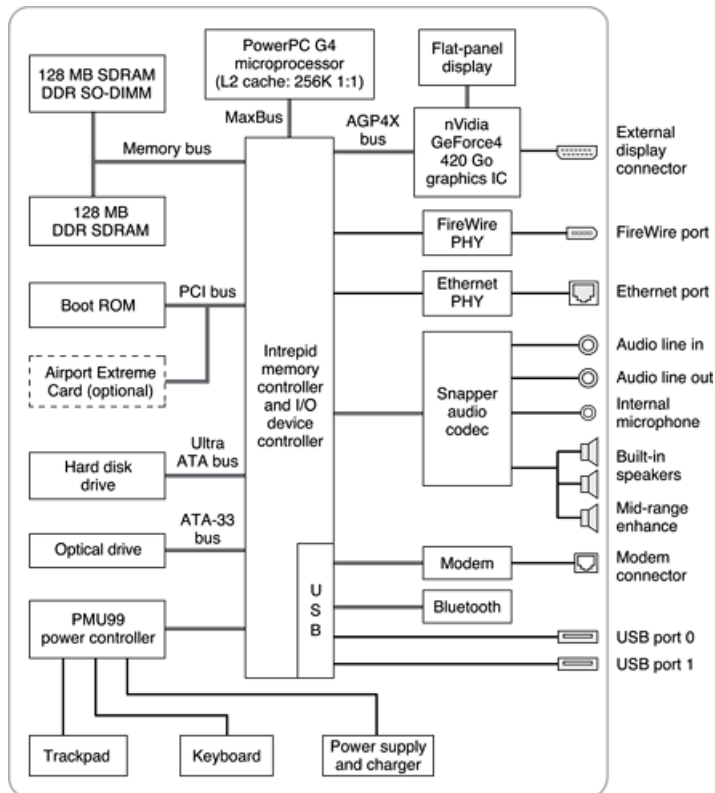 PowerPC G4
microprocessor
(L2 cache: 256K 1:1)
Flat-panel
display
128 MB SDRAM
DDR SO-DIMM
MaxBus
AGP4X
bus
nVidia
GeForce4
420 Go
graphics IC
External
display
connector
Memory bus
128 MB
DDR SDRAM
FireWire
PHY
FireWire port
PCI bus
Boot ROM
Ethernet
PHY
Ethernet port
Airport Extreme
Card (optional)
Intrepid
memory
controller
and I/O
device
controller
Snapper
audio
codec
Audio line in
Audio line out
Internal
microphone
Built-in
speakers
Mid-range
enhance
Ultra
ATA bus
Hard disk
drive
ATA-33
bus
Optical drive
U
S
B
Modem
Modem
connector
Bluetooth
PMU99
power controller
USB port 0
USB port 1
Trackpad
Keyboard
Power supply
and charger